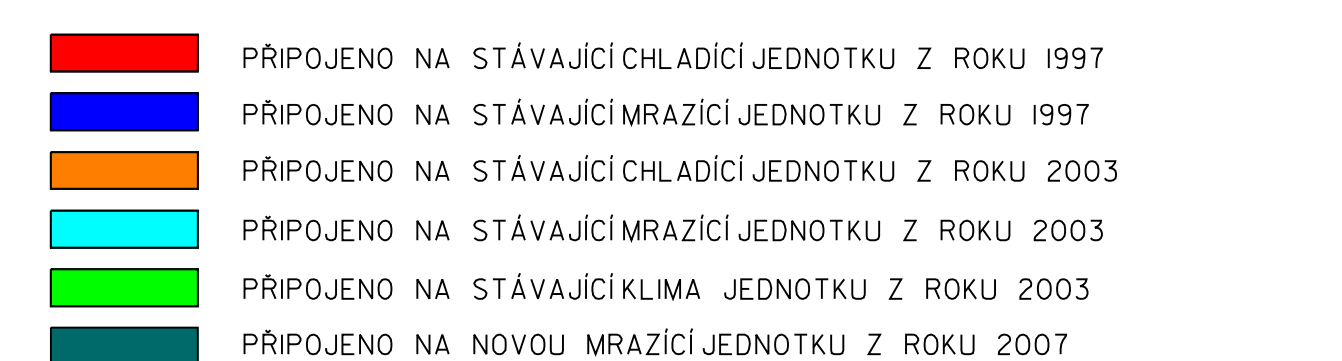 PŘIPOJENO NA STÁVAJÍCÍ CHLADÍCÍ JEDNOTKU Z ROKU 1997
PŘIPOJENO NA STÁVAJÍCÍ MRAZÍCÍ JEDNOTKU Z ROKU 1997
PŘIPOJENO NA STÁVAJÍCÍ CHLADÍCÍ JEDNOTKU Z ROKU 2003
PŘIPOJENO NA STÁVAJÍCÍ MRAZÍCÍ JEDNOTKU Z ROKU 2003
PŘIPOJENO NA STÁVAJÍCÍ KLIMA JEDNOTKU Z ROKU 2003
PŘIPOJENO NA NOVOU MRAZÍCÍ JEDNOTKU Z ROKU 2007